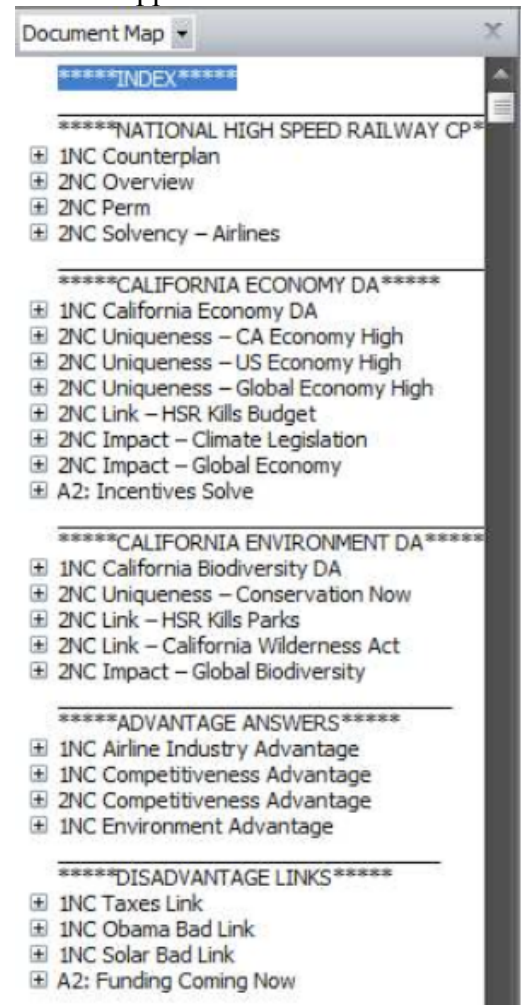 Document Map
*****INDEX*****
*****NATIONAL HIGH SPEED RAILWAY CP*
1NC Counterplan
2NC Overview
2NC Perm
2NC Solvency – Airlines
*****CALIFORNIA ECONOMY DA*****
1NC California Economy DA
2NC Uniqueness – CA Economy High
2NC Uniqueness – US Economy High
2NC Uniqueness – Global Economy High
2NC Link – HSR Kills Budget
2NC Impact – Climate Legislation
2NC Impact – Global Economy
A2: Incentives Solve
*****CALIFORNIA ENVIRONMENT DA*****
1NC California Biodiversity DA
2NC Uniqueness – Conservation Now
2NC Link – HSR Kills Parks
2NC Link – California Wilderness Act
2NC Impact – Global Biodiversity
*****ADVANTAGE ANSWERS*****
1NC Airline Industry Advantage
1NC Competitiveness Advantage
2NC Competitiveness Advantage
1NC Environment Advantage
*****DISADVANTAGE LINKS*****
1NC Taxes Link
1NC Obama Bad Link
1NC Solar Bad Link
A2: Funding Coming Now